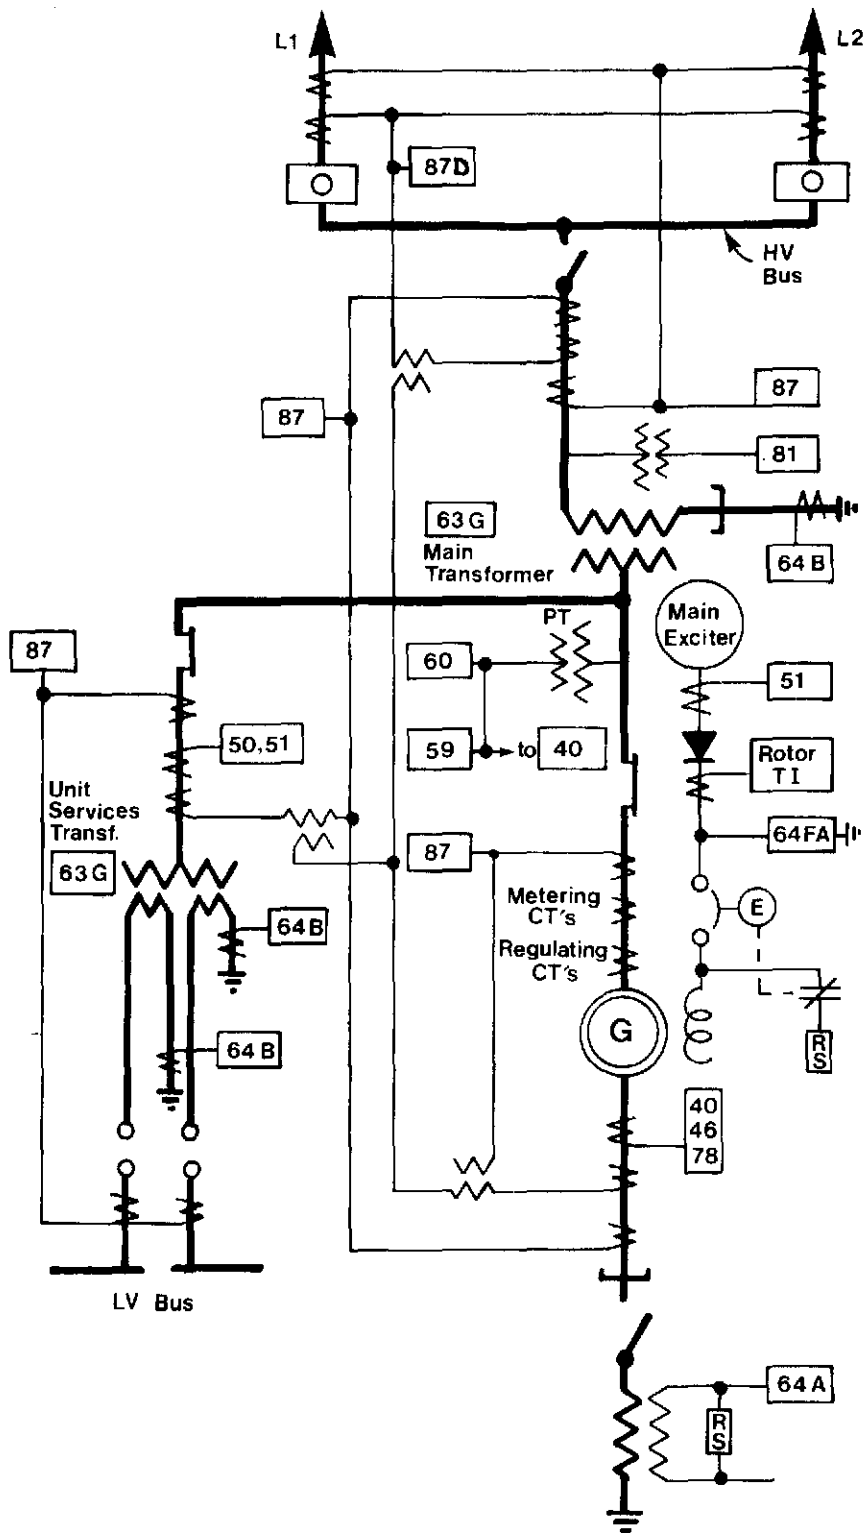 L1
L2
87D
HV
Bus
87
87
81
63G
Main
Transformer
64B
PT
Main
Exciter
87
60
51
50,51
59
to
40
Rotor
TI
Unit
Services
Transf.
64FA
87
63G
Metering
CT's
E
64B
Regulating
CT's
G
64B
RS
40
46
78
LV Bus
64A
RS